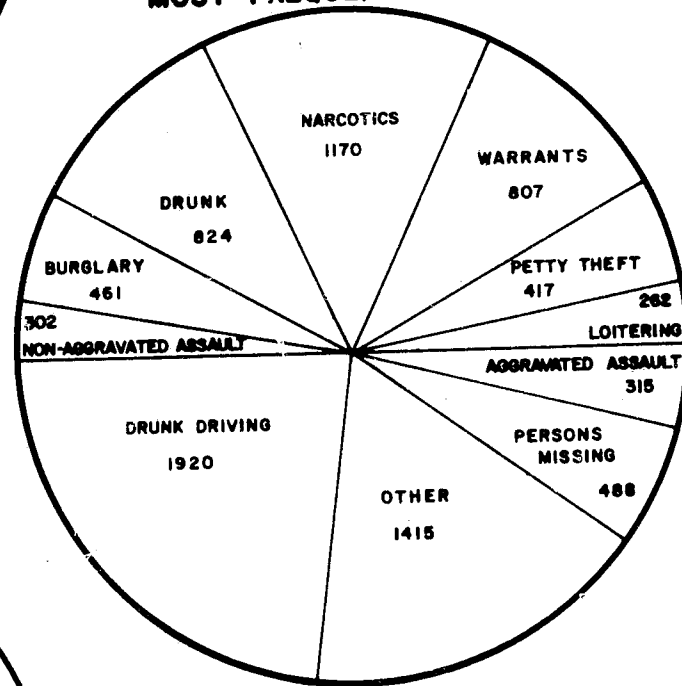 MOST
NARCOTICS
1170
WARRANTS
807
DRUNK
824
PETTY THEFT
417
BURGLARY
461
262
LOITERING
302
NON-AGGRAVATED ASSAULT
AGGRAVATED ASSAULT
315
DRUNK DRIVING
1920
PERSONS
MISSING
488
OTHER
1415